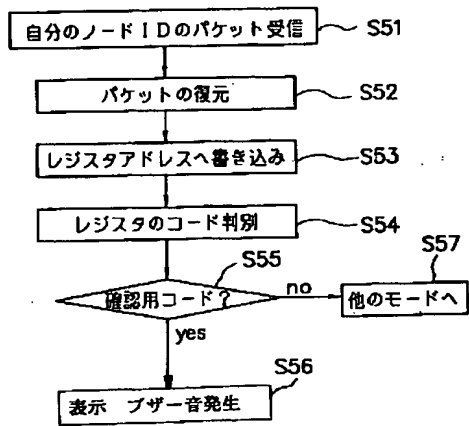 自分のノードIDのパケット受信 S51
パケットの復元 S52
レジスタアドレスへ書き込み S53
レジスタのコード判別 S54
S55
S57
確認用コード?
no
他のモードへ
yes
S56
表示 ブザー音発生